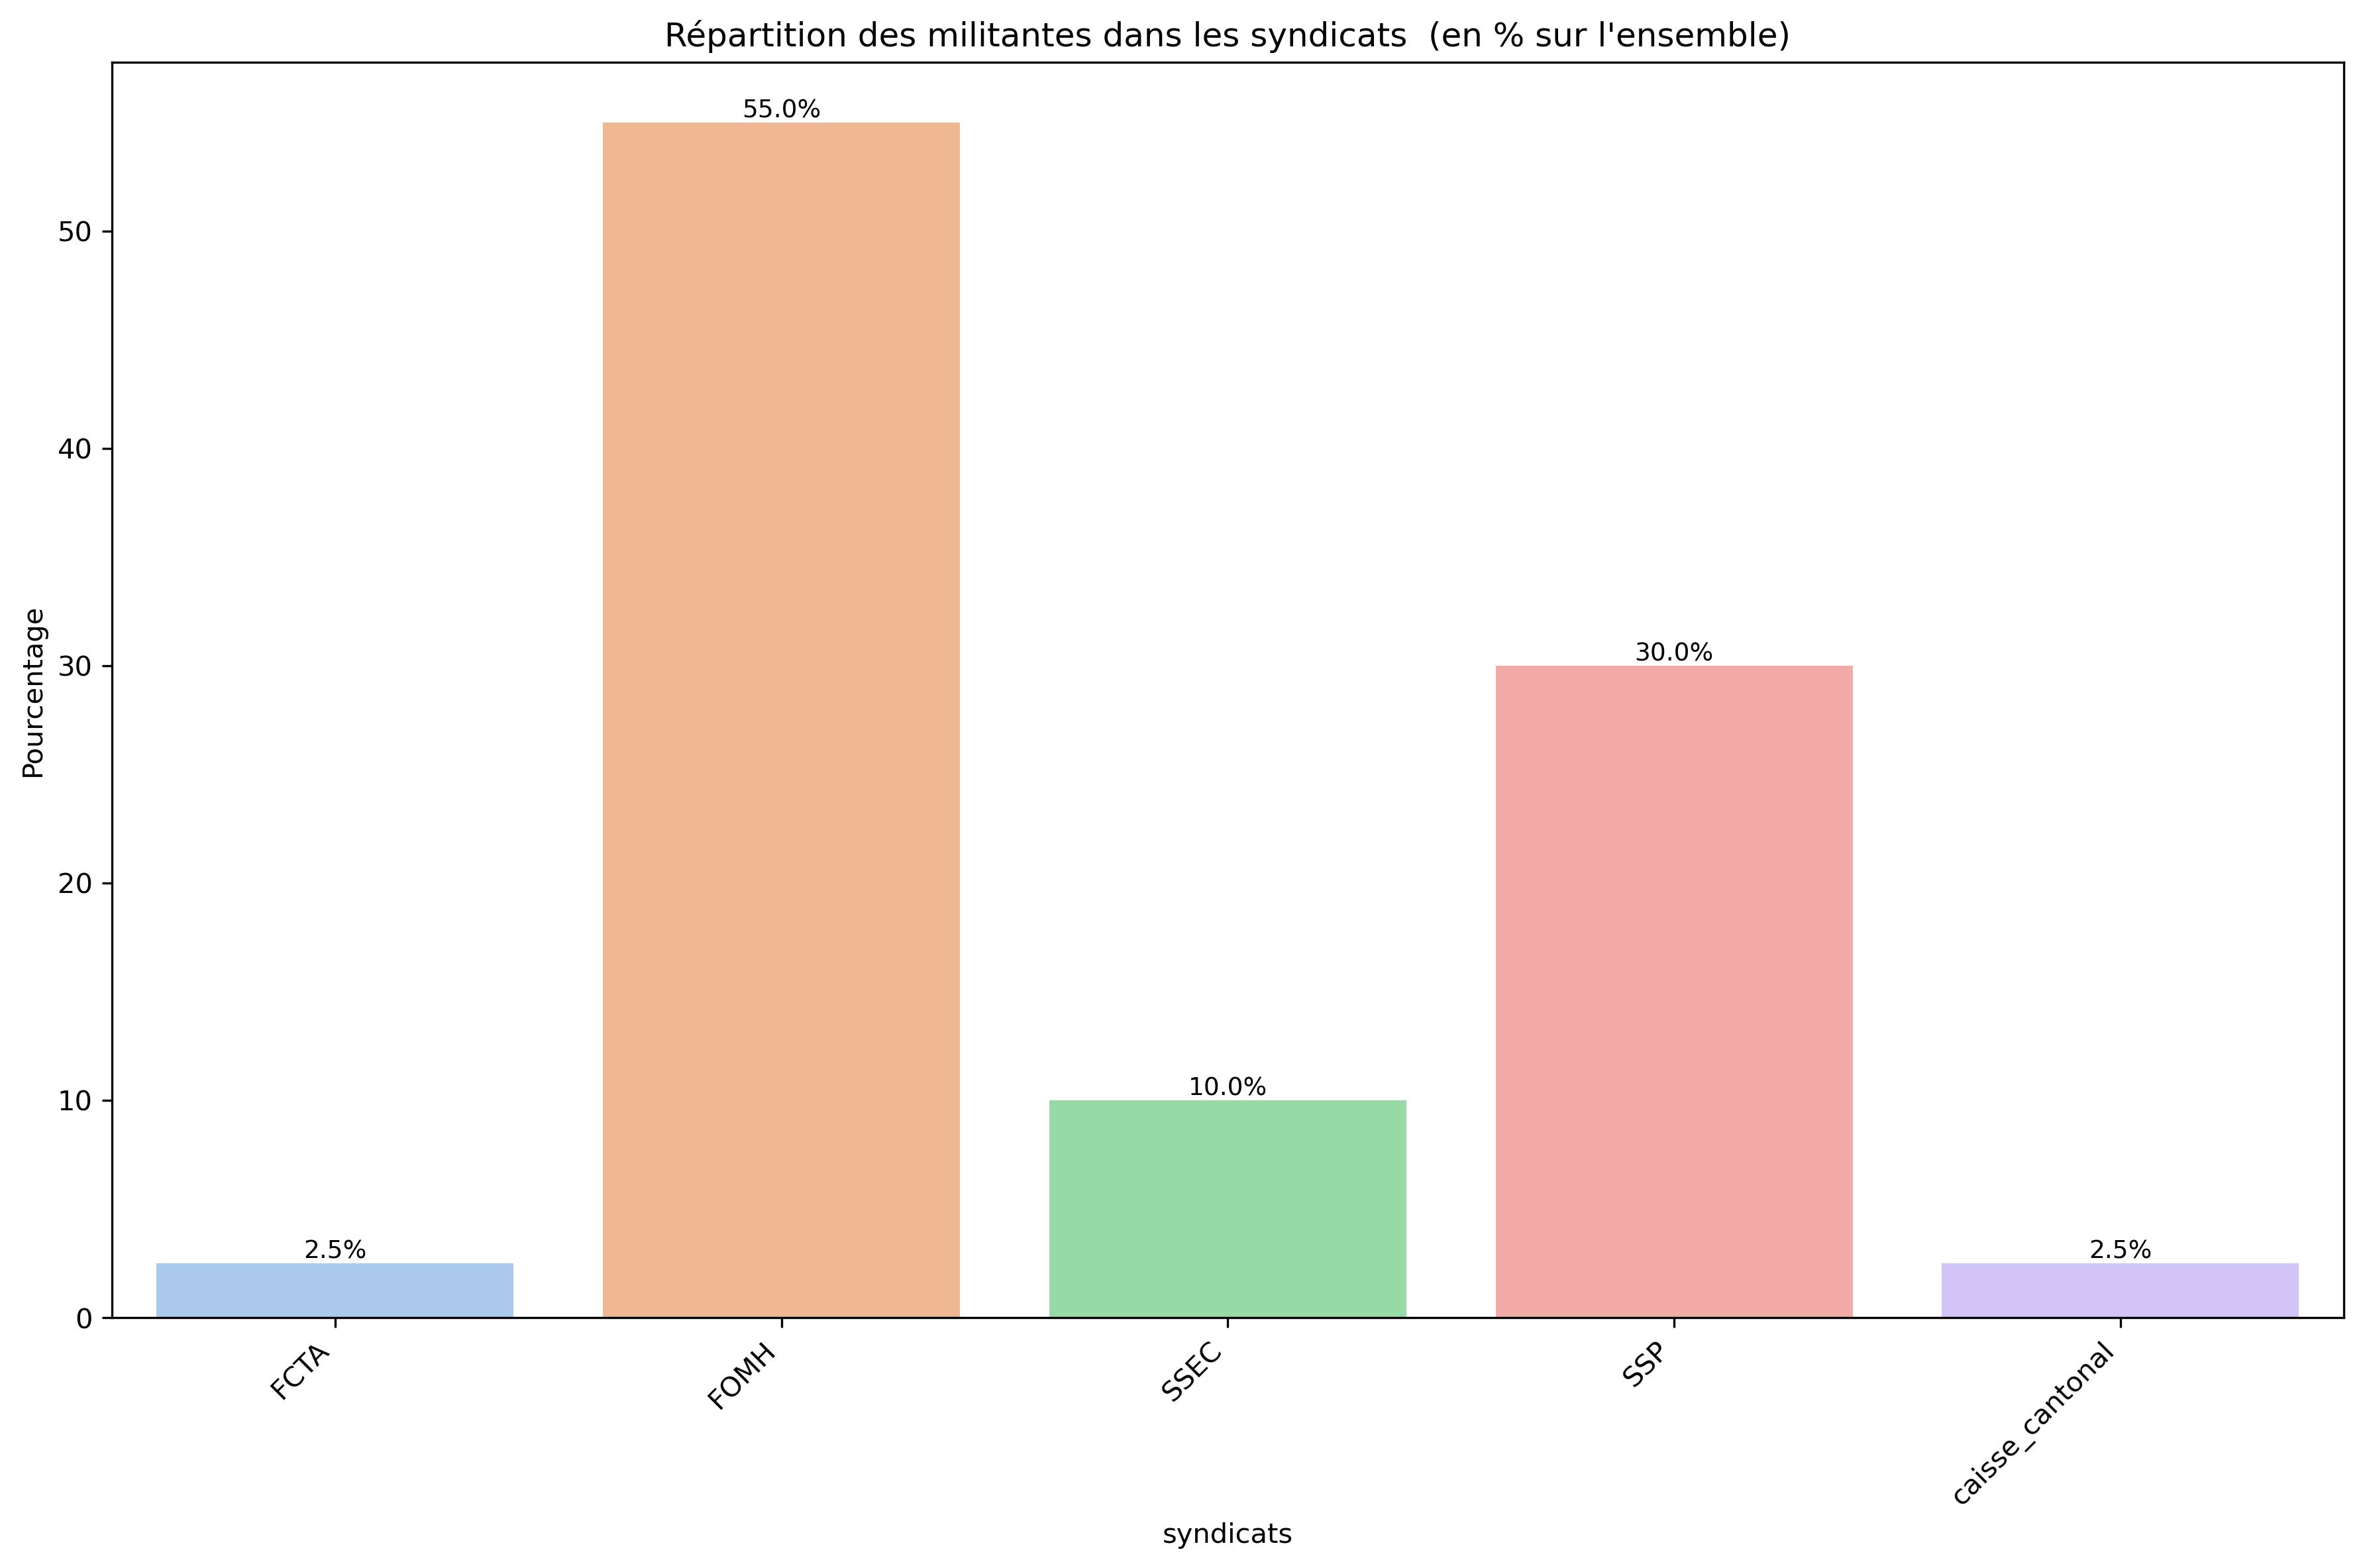 Répartition des militantes dans les syndicats  (en % sur l'ensemble)
55.0%
50
40
30.0%
30
Pourcentage
20
10.0%
10
2.5%
2.5%
0
FCTA
FOMH
SSEC
SSP
caisse_cantonal
syndicats